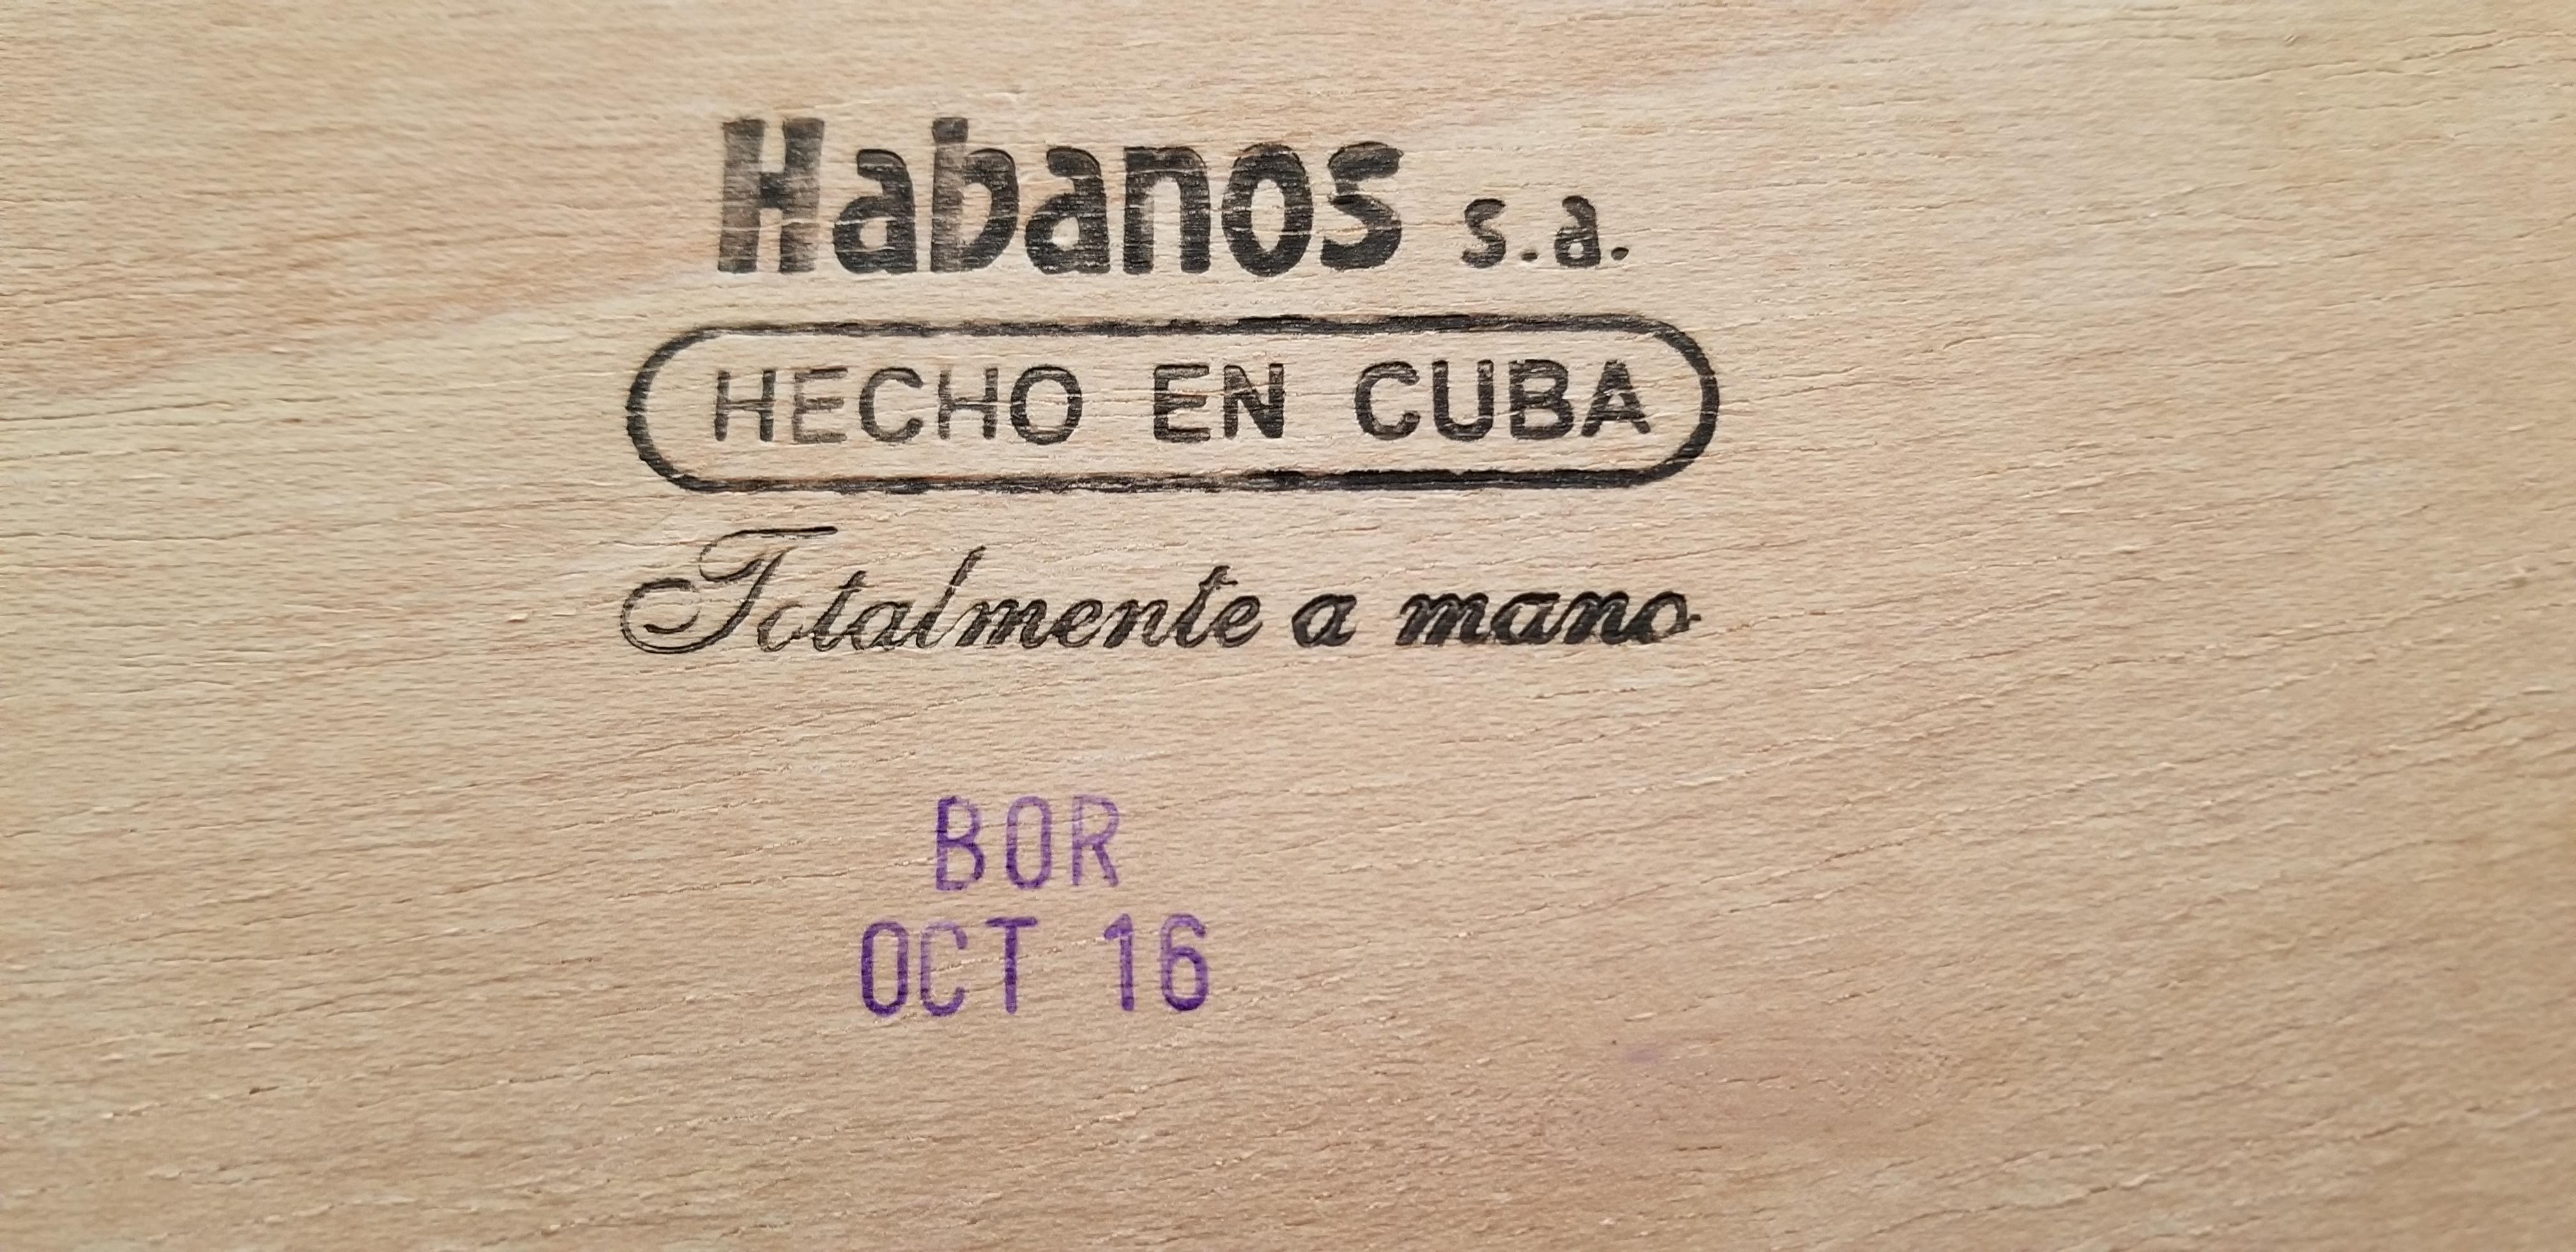 Habanos s.a.
HECHO EN CUBA
Totalmente a mano
BOR
OCT 16